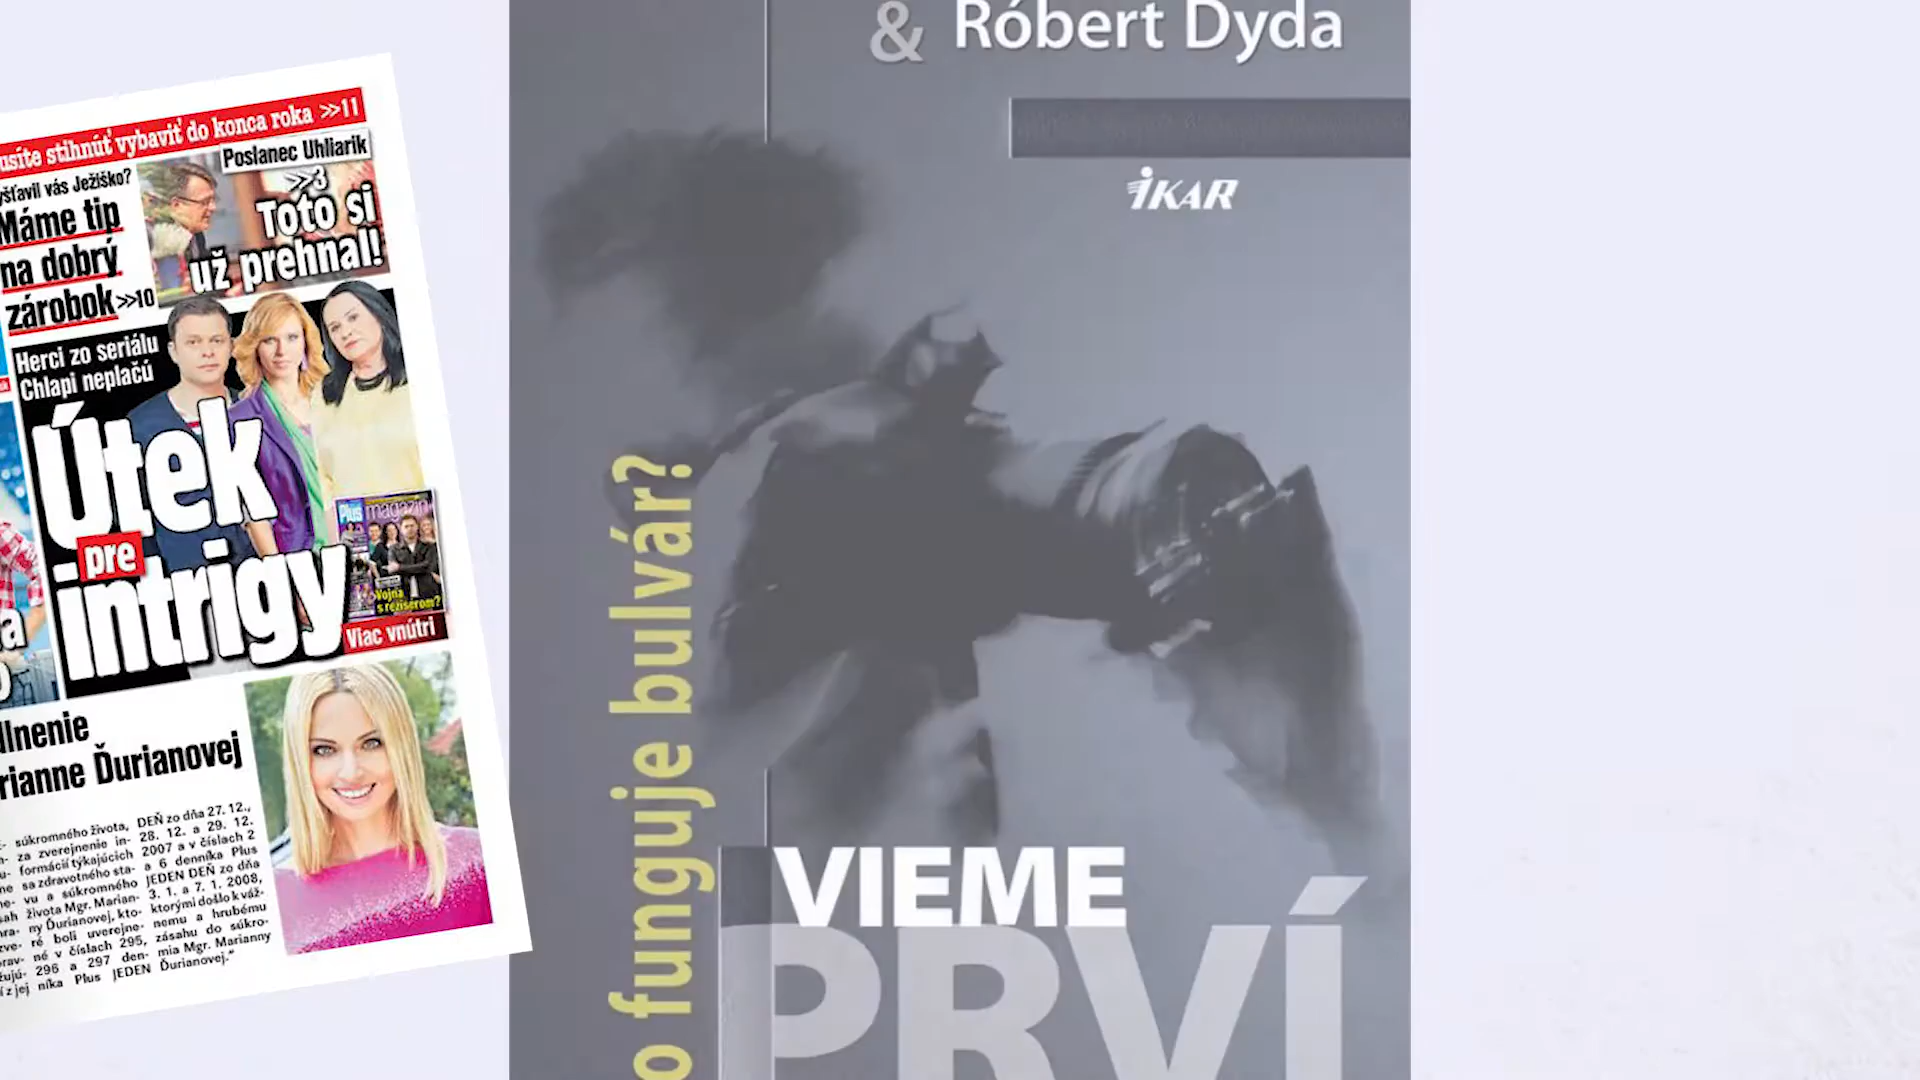 usíte stihnúť vybaviť do konca roka >>11
vás Ježiško?
Máme tip
na dobrý
zárobok >>10
Poslanec Uhliarik
>>3
Toto si
už prehnal!
Herci zo seriálu
Chlapi neplačú
Útek
pre
intrigy
Plus magazín
Vojna
s režisérom?
Viac vnútri
Ďurianovej
súkromného života,
za zverejnenie in-
formácií týkajúcich
sa zdravotného sta-
vu a súkromného
života Mgr. Marian-
ny Ďurianovej, kto-
ré boli uverejne-
né v číslach 295,
296 a 297 den-
níka Plus JEDEN
DEŇ zo dňa 27. 12.,
28. 12. a 29. 12.
2007 a v číslach 2
a 6 denníka Plus
JEDEN DEŇ zo dňa
3. 1. a 7. 1. 2008,
ktorými došlo k váž-
nemu a hrubému
zásahu do súkro-
mia Mgr. Marianny
Ďurianovej."
& Róbert Dyda
IKAR
o funguje bulvár?
VIEME
PRVÍ